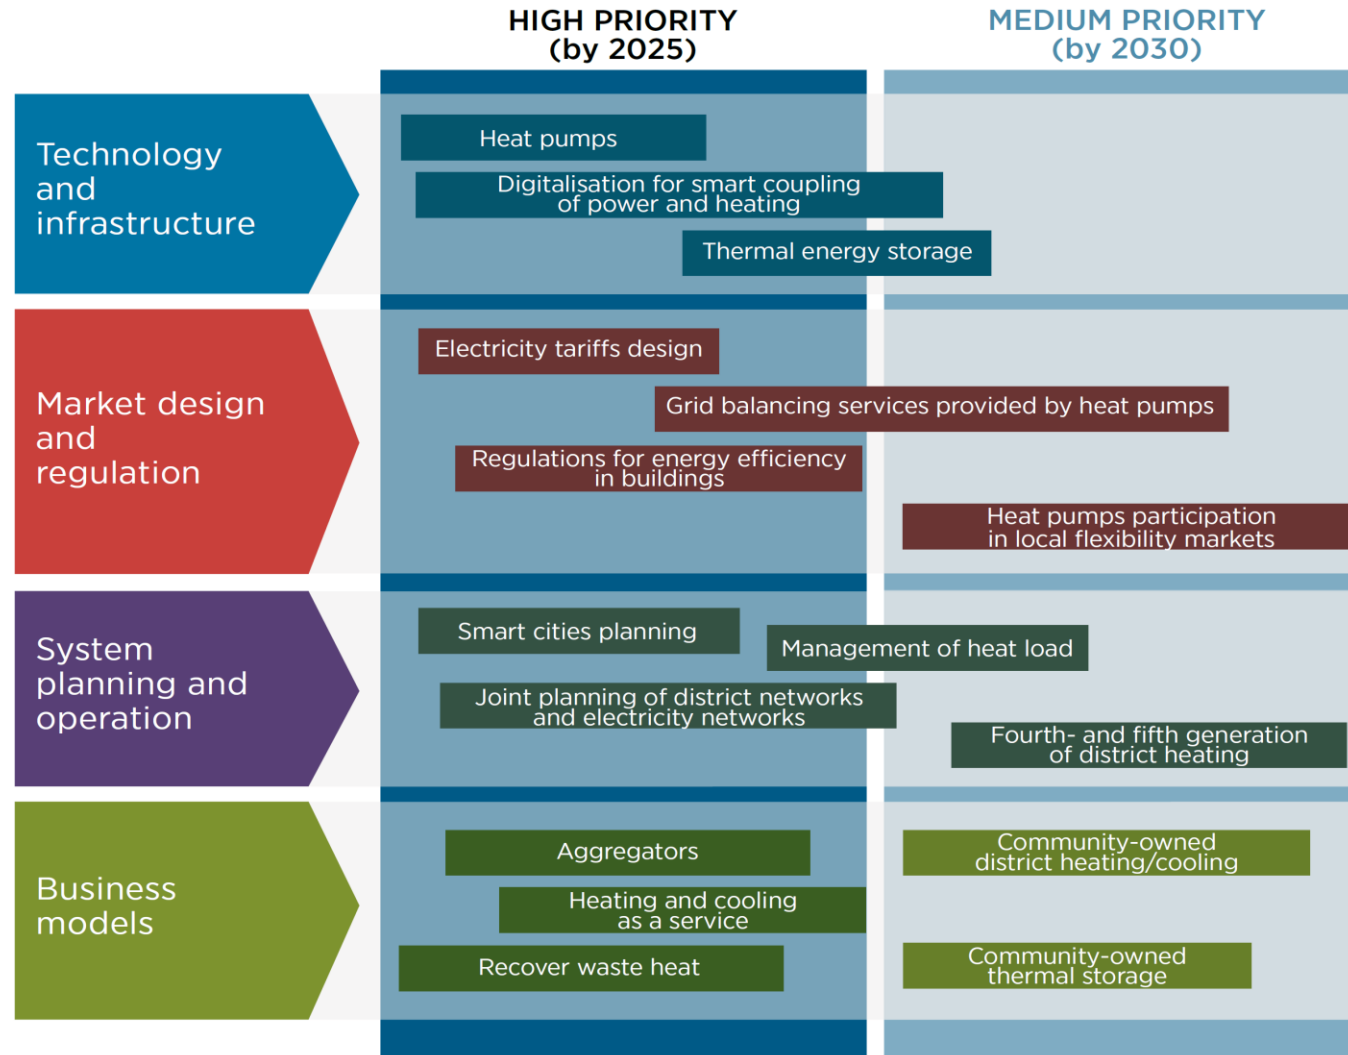 HIGH PRIORITY
(by 2025)
MEDIUM PRIORITY
(by 2030)
Technology
and
infrastructure
Heat pumps
Digitalisation for smart coupling
of power and heating
Thermal energy storage
Market design
and
regulation
Electricity tariffs design
Grid balancing services provided by heat pumps
Regulations for energy efficiency
in buildings
Heat pumps participation
in local flexibility markets
System
planning and
operation
Smart cities planning
Management of heat load
Joint planning of district networks
and electricity networks
Fourth- and fifth generation
of district heating
Business
models
Aggregators
Community-owned
district heating/cooling
Heating and cooling
as a service
Recover waste heat
Community-owned
thermal storage